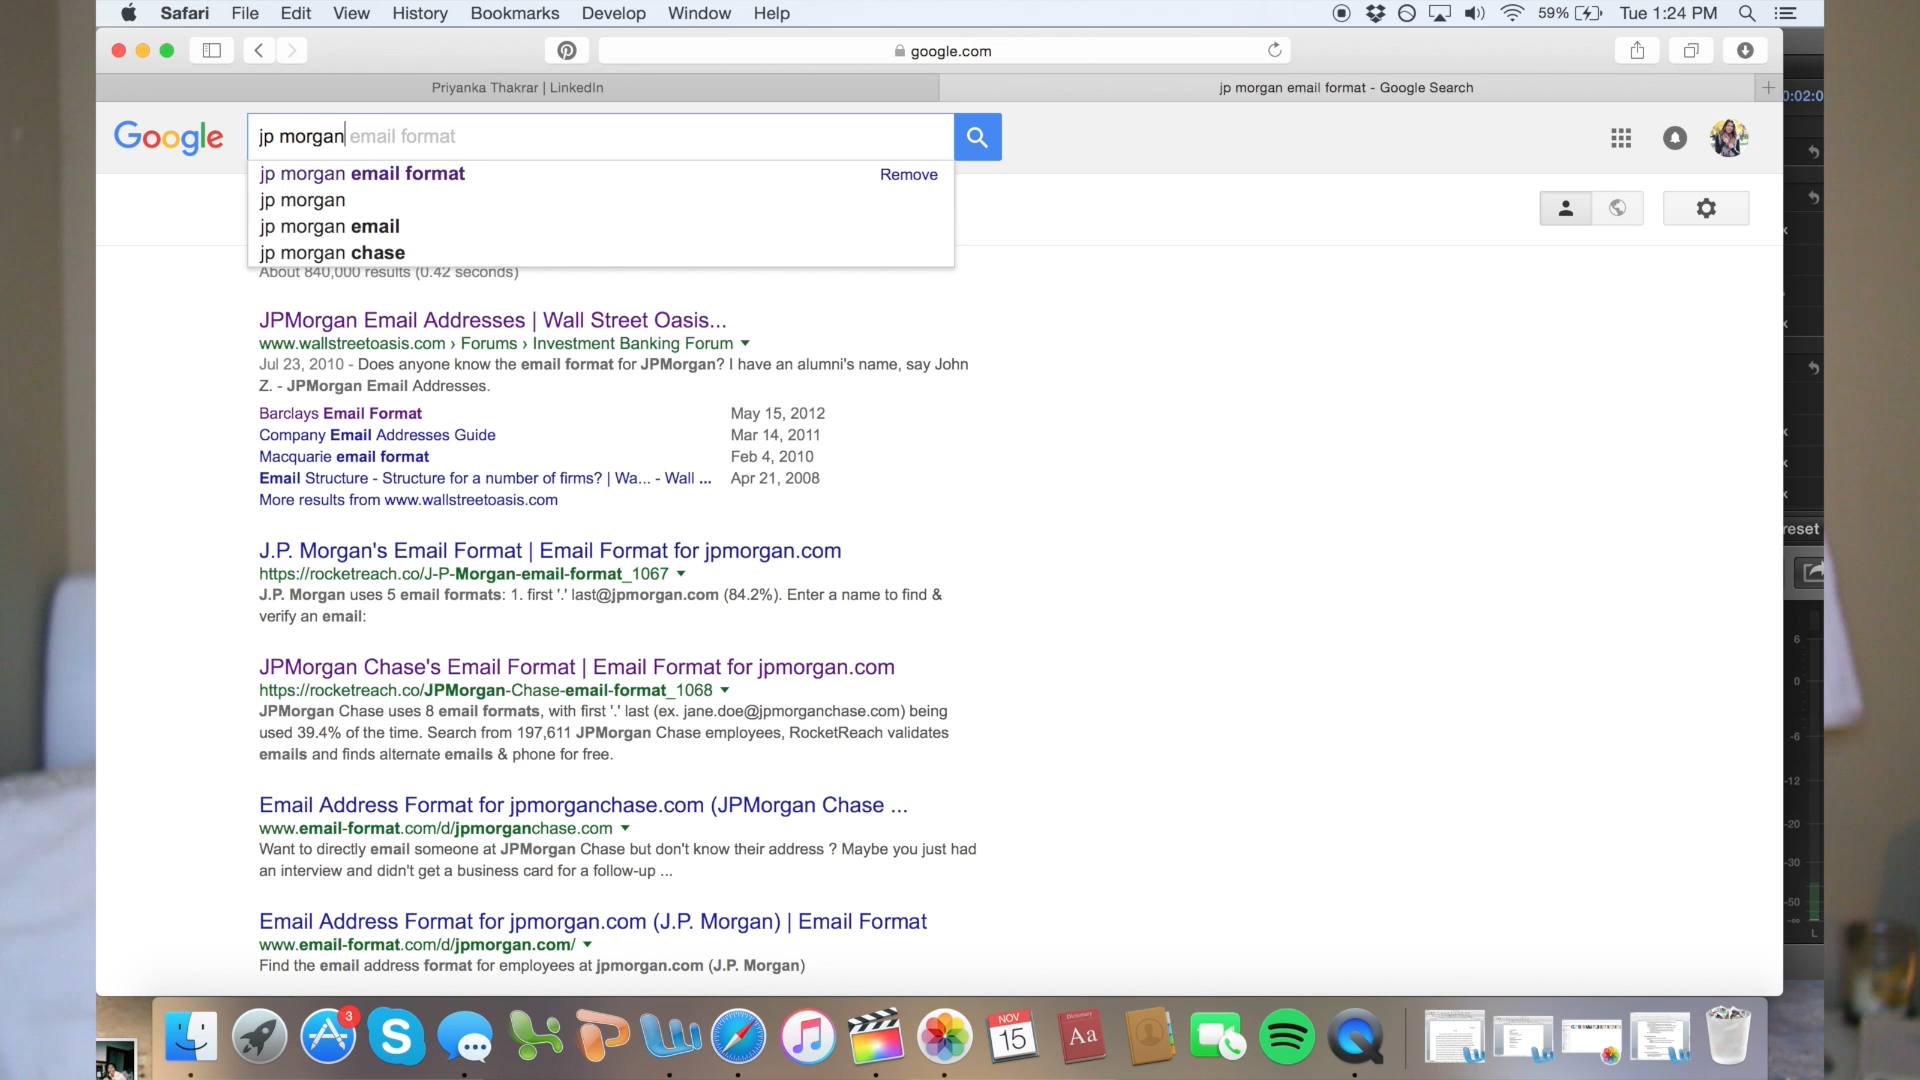 Safari File Edit View History Bookmarks Develop Window Help 59% Tue 1:24 PM
google.com
Priyanka Thakrar | LinkedIn
jp morgan email format - Google Search
Google
jp morgan email format
jp morgan email format Remove
jp morgan
jp morgan email
jp morgan chase
About 840,000 results (0.42 seconds)
JPMorgan Email Addresses | Wall Street Oasis...
www.wallstreetoasis.com › Forums › Investment Banking Forum
Jul 23, 2010 - Does anyone know the email format for JPMorgan? I have an alumni's name, say John
Z. - JPMorgan Email Addresses.
Barclays Email Format May 15, 2012
Company Email Addresses Guide Mar 14, 2011
Macquarie email format Feb 4, 2010
Email Structure - Structure for a number of firms? | Wa... - Wall ... Apr 21, 2008
More results from www.wallstreetoasis.com
J.P. Morgan's Email Format | Email Format for jpmorgan.com
https://rocketreach.co/J-P-Morgan-email-format_1067
J.P. Morgan uses 5 email formats: 1. first '.' last@jpmorgan.com (84.2%). Enter a name to find &
verify an email:
JPMorgan Chase's Email Format | Email Format for jpmorgan.com
https://rocketreach.co/JPMorgan-Chase-email-format_1068
JPMorgan Chase uses 8 email formats, with first '.' last (ex. jane.doe@jpmorganchase.com) being
used 39.4% of the time. Search from 197,611 JPMorgan Chase employees, RocketReach validates
emails and finds alternate emails & phone for free.
Email Address Format for jpmorganchase.com (JPMorgan Chase ...
www.email-format.com/d/jpmorganchase.com
Want to directly email someone at JPMorgan Chase but don't know their address ? Maybe you just had
an interview and didn't get a business card for a follow-up ...
Email Address Format for jpmorgan.com (J.P. Morgan) | Email Format
www.email-format.com/d/jpmorgan.com/
Find the email address format for employees at jpmorgan.com (J.P. Morgan)
0:02:0
reset
6
0
-6
-12
-20
-30
-50
-∞
L
3
S
NOV
15
Dictionary
Aa